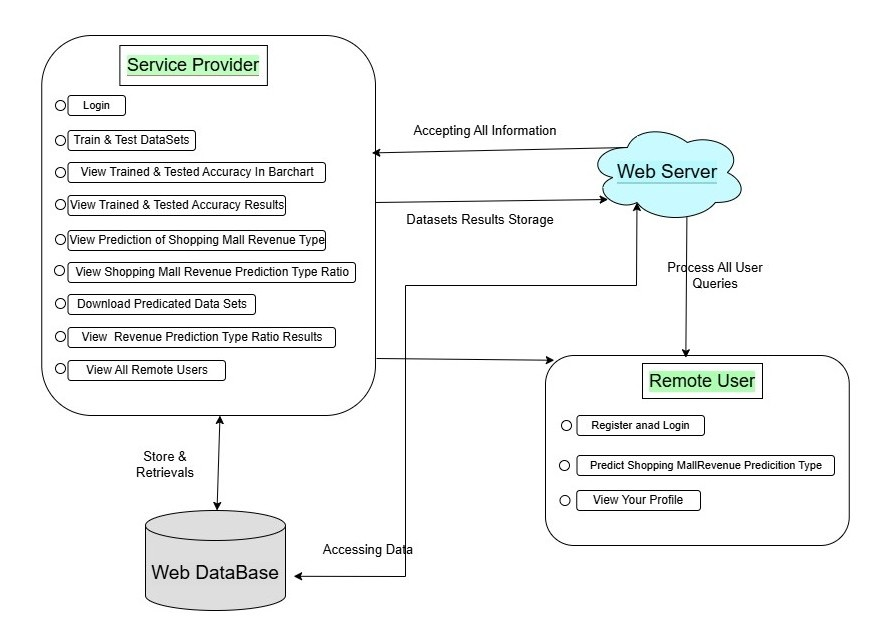 Service Provider
Login
Train & Test DataSets
View Trained & Tested Accuracy In Barchart
View Trained & Tested Accuracy Results
View Prediction of Shopping Mall Revenue Type
View Shopping Mall Revenue Prediction Type Ratio
Download Predicated Data Sets
View Revenue Prediction Type Ratio Results
View All Remote Users
Accepting All Information
Web Server
Datasets Results Storage
Process All User
Queries
Remote User
Register anad Login
Predict Shopping MallRevenue Predicition Type
View Your Profile
Store &
Retrievals
Accessing Data
Web DataBase